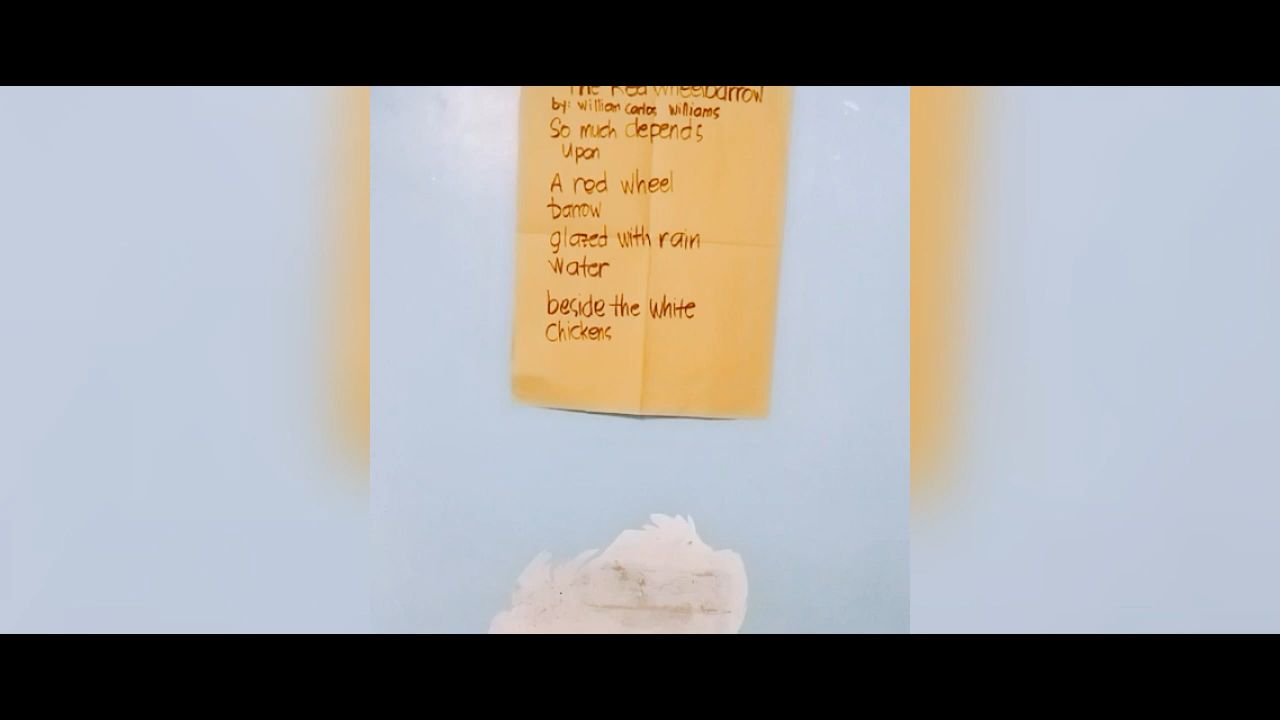 The Red Wheelbarrow
by: William Carlos Williams
So much depends
Upon
A red wheel
barrow
glazed with rain
Water
beside the White
Chickens